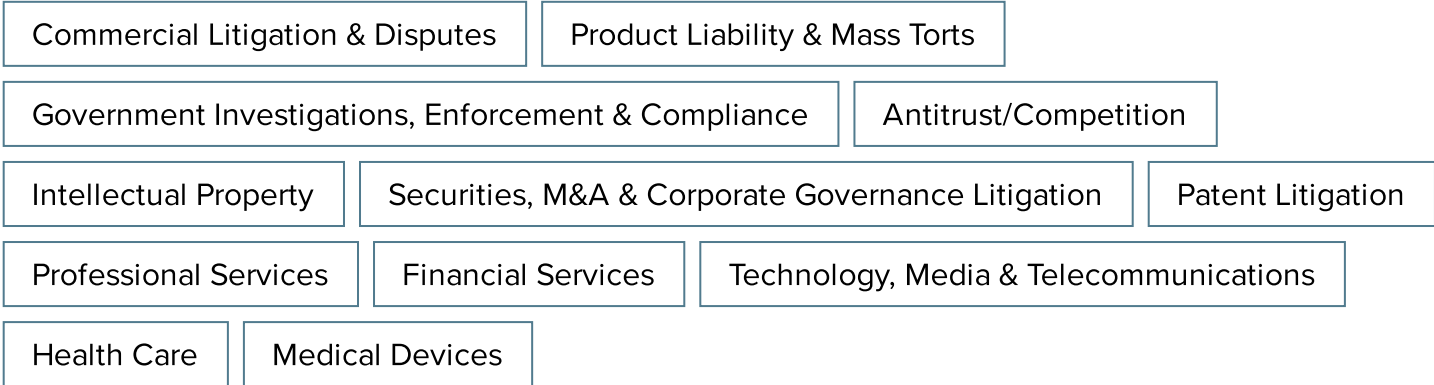 Commercial Litigation & Disputes Product Liability & Mass Torts
Government Investigations, Enforcement & Compliance Antitrust/Competition
Intellectual Property Securities, M&A & Corporate Governance Litigation Patent Litigation
Professional Services Financial Services Technology, Media & Telecommunications
Health Care Medical Devices